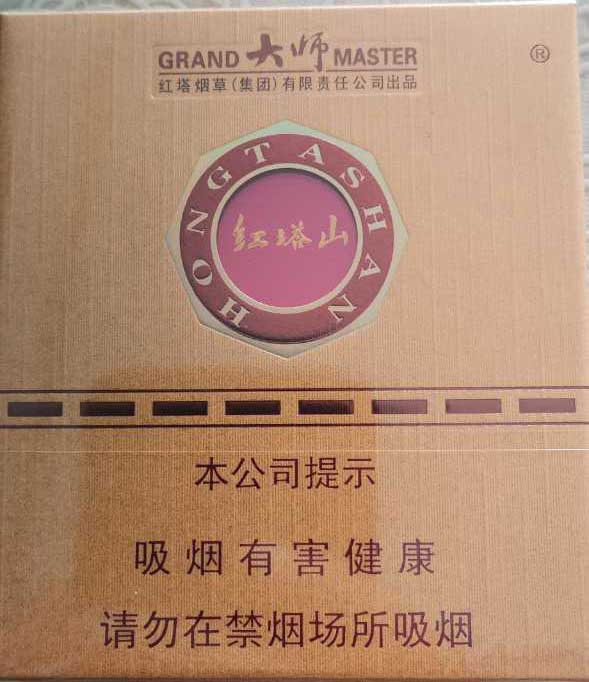 GRAND 大师 MASTER ®
红塔烟草(集团)有限责任公司出品
HONGTASHAN
红塔山
本公司提示
吸烟有害健康
请勿在禁烟场所吸烟